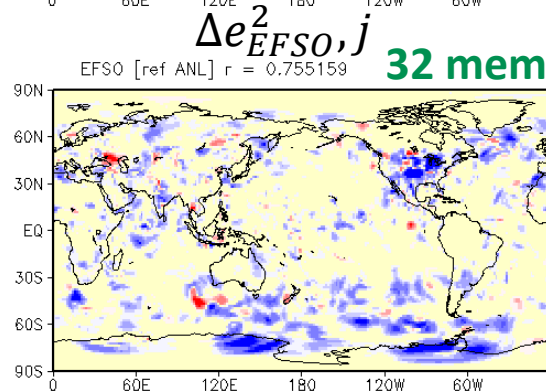 0 60E 120E 180 120W 60W
Δe²_EFSO, j
EFSO [ref ANL] r = 0.755159 32 mem
90N
60N
30N
EQ
30S
60S
90S
0 60E 120E 180 120W 60W